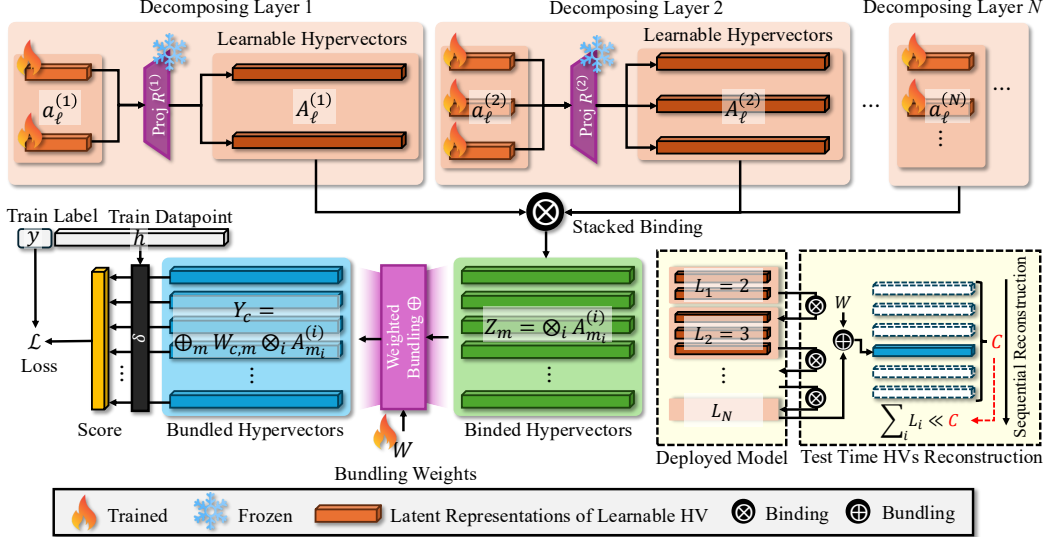 Decomposing Layer 1
Decomposing Layer 2
Decomposing Layer N
Learnable Hypervectors
Learnable Hypervectors
a_ℓ^(1)
Proj R^(1)
A_ℓ^(1)
a_ℓ^(2)
Proj R^(2)
A_ℓ^(2)
...
a_ℓ^(N)
...
⋮
Stacked Binding
Train Label
Train Datapoint
y
h
ℒ
Loss
δ
⋮
Score
Y_c =
⊕_m W_{c,m} ⊗_i A_{m_i}^(i)
⋮
Bundled Hypervectors
Weighted
Bundling ⊕
W
Bundling Weights
Z_m = ⊗_i A_{m_i}^(i)
⋮
Binded Hypervectors
L_1 = 2
L_2 = 3
⋮
L_N
Deployed Model
W
C
∑_i L_i ≪ C
Sequential Reconstruction
Test Time HVs Reconstruction
Trained
Frozen
Latent Representations of Learnable HV
Binding
Bundling